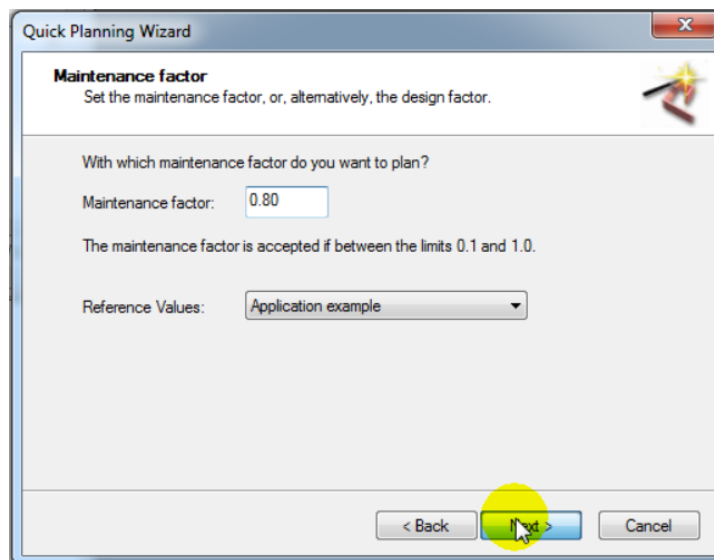 Quick Planning Wizard
Maintenance factor
Set the maintenance factor, or, alternatively, the design factor.
With which maintenance factor do you want to plan?
Maintenance factor: 0.80
The maintenance factor is accepted if between the limits 0.1 and 1.0.
Reference Values: Application example
< Back Next > Cancel